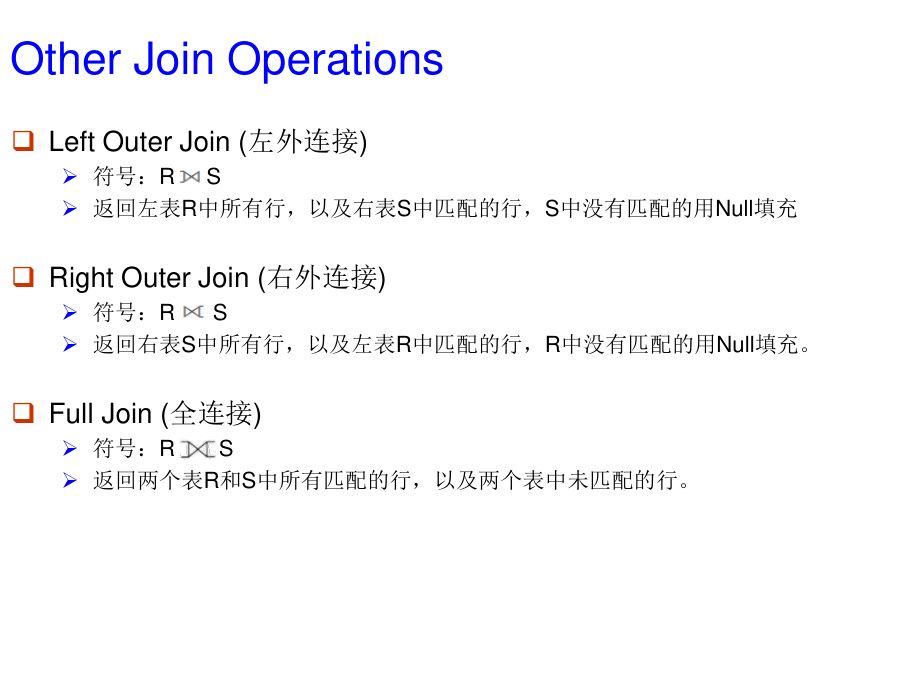 Other Join Operations
Left Outer Join (左外连接)
符号：R ⟕ S
返回左表R中所有行，以及右表S中匹配的行，S中没有匹配的用Null填充
Right Outer Join (右外连接)
符号：R ⟖ S
返回右表S中所有行，以及左表R中匹配的行，R中没有匹配的用Null填充。
Full Join (全连接)
符号：R ⟗ S
返回两个表R和S中所有匹配的行，以及两个表中未匹配的行。